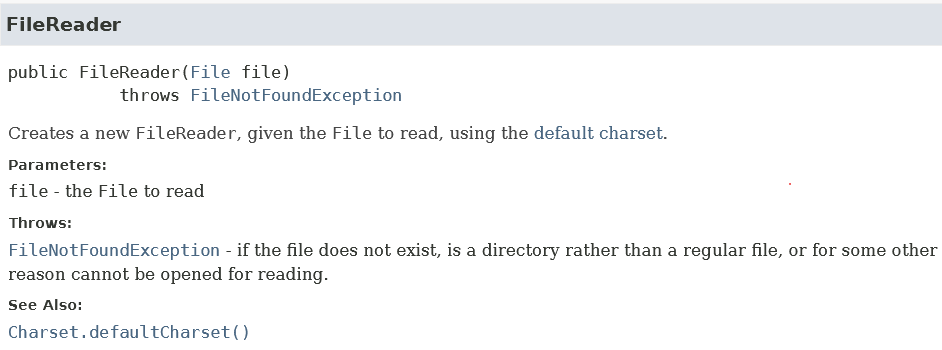 FileReader
public FileReader(File file)
throws FileNotFoundException
Creates a new FileReader, given the File to read, using the default charset.
Parameters:
file - the File to read
Throws:
FileNotFoundException - if the file does not exist, is a directory rather than a regular file, or for some other
reason cannot be opened for reading.
See Also:
Charset.defaultCharset()